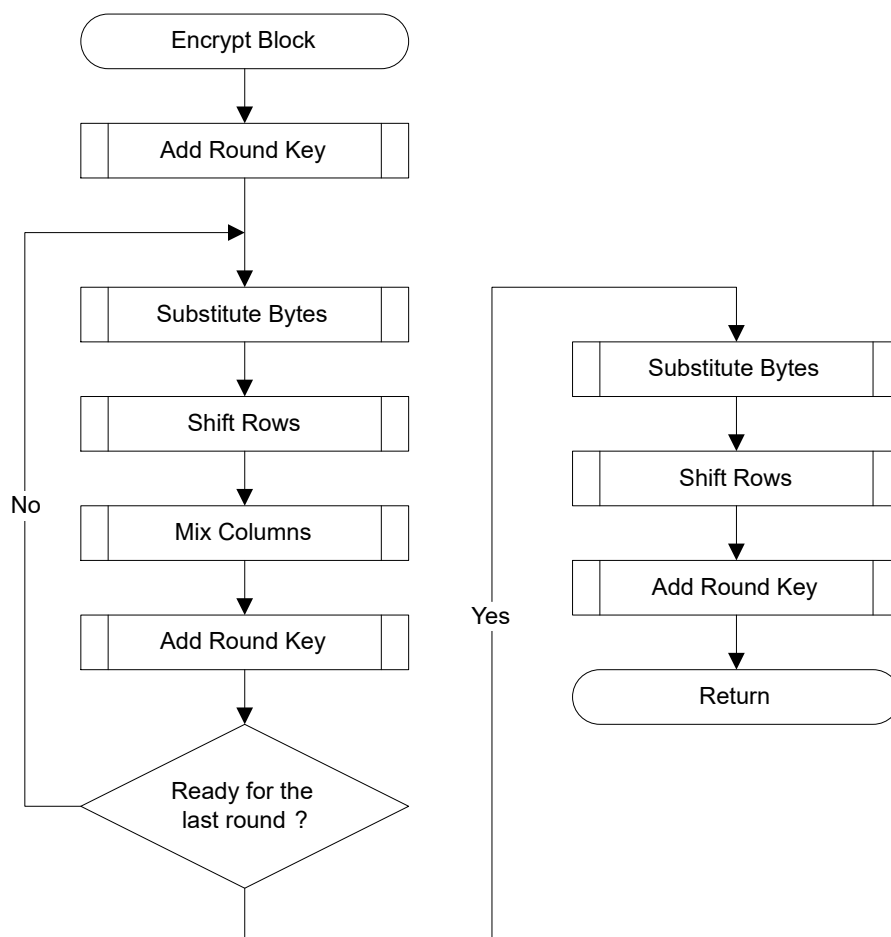 Encrypt Block
Add Round Key
Substitute Bytes
Shift Rows
No
Mix Columns
Add Round Key
Ready for the
last round ?
Yes
Substitute Bytes
Shift Rows
Add Round Key
Return